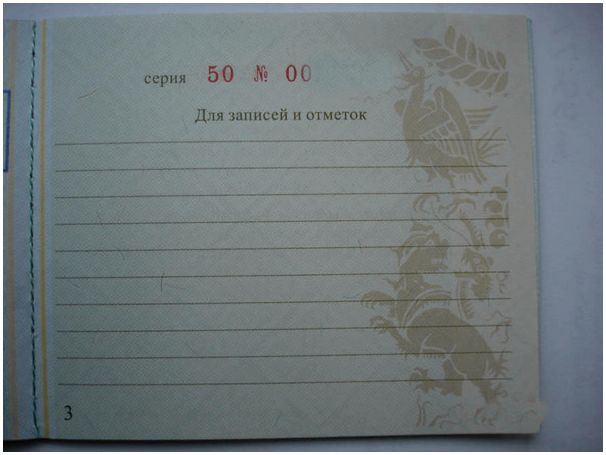 серия 50 № 00
Для записей и отметок
3